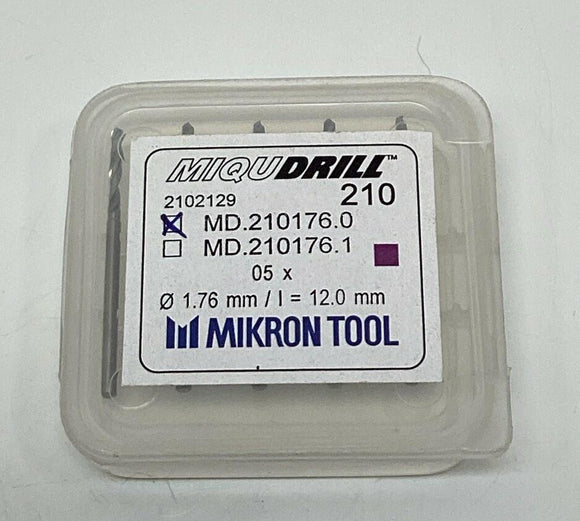 MIQUDRILL™
2102129 210
☒ MD.210176.0
☐ MD.210176.1
05 x
Ø 1.76 mm / l = 12.0 mm
MIKRON TOOL